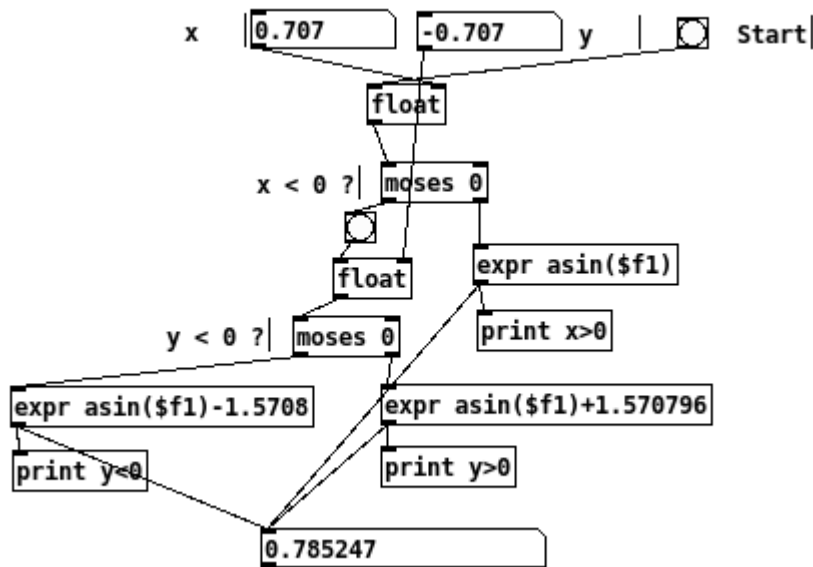 x 0.707 -0.707 y Start
float
x < 0 ? moses 0
float
expr asin($f1)
y < 0 ? moses 0
print x>0
expr asin($f1)-1.5708
expr asin($f1)+1.570796
print y<0
print y>0
0.785247